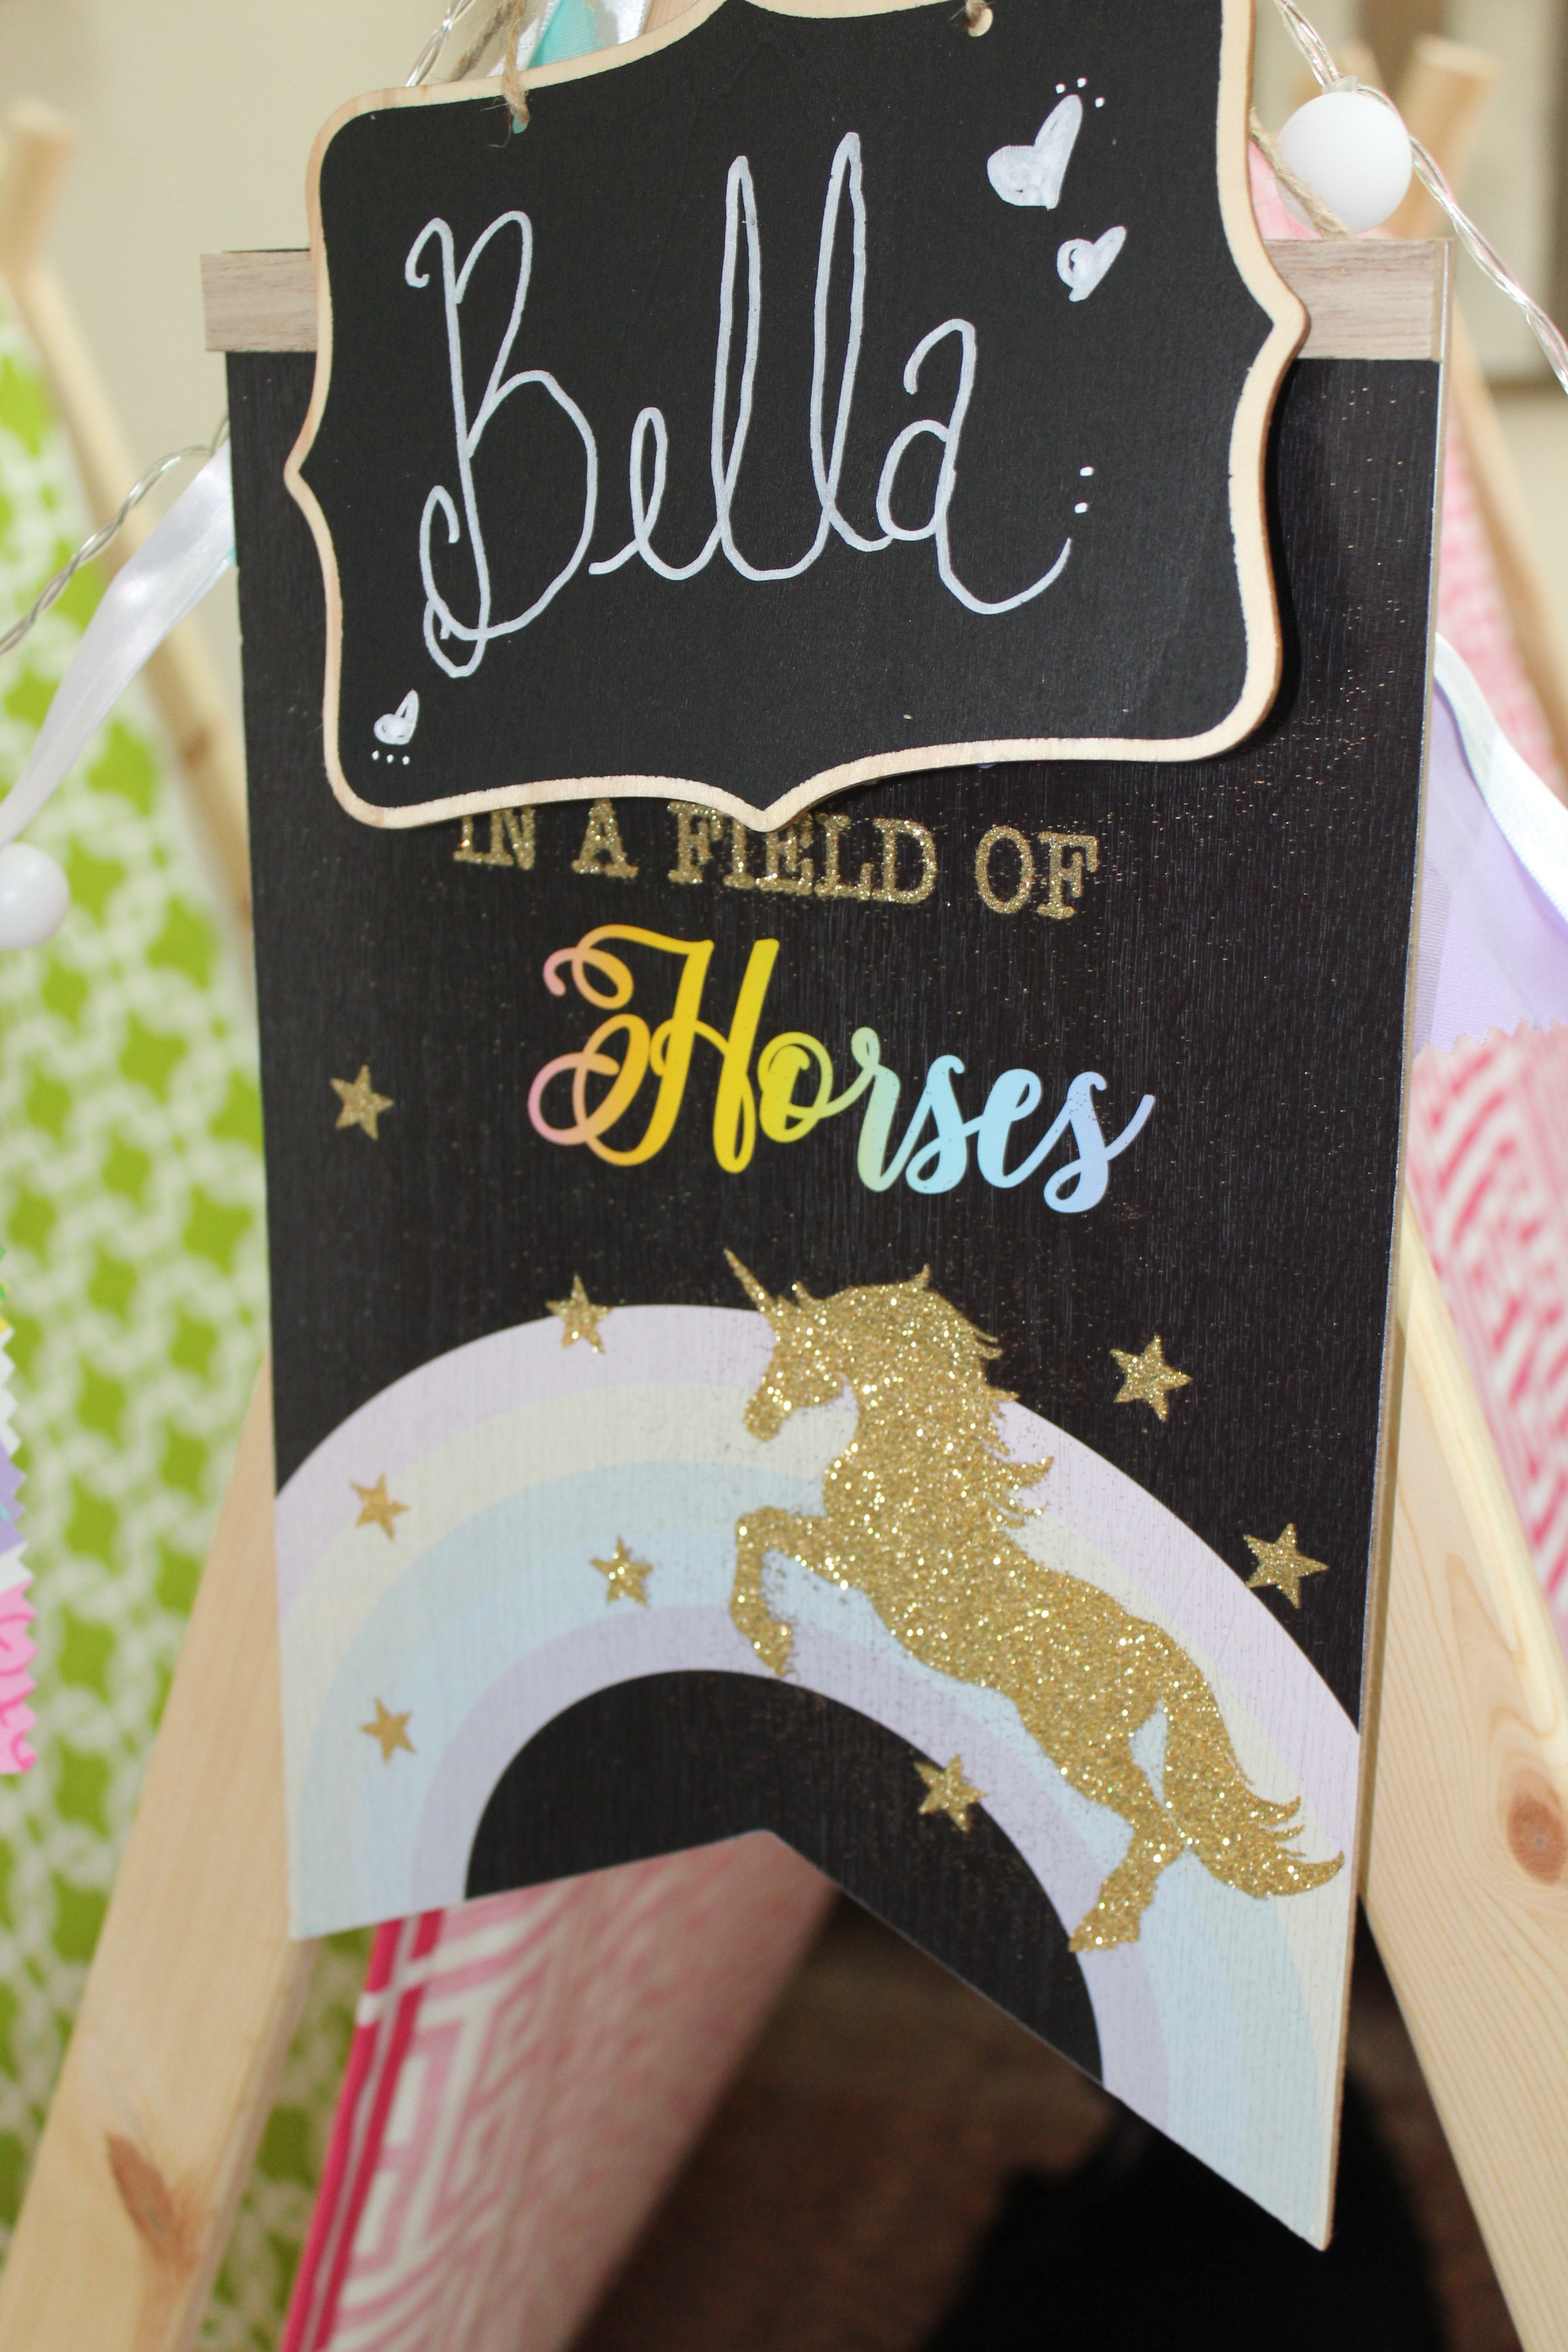 Bella
IN A FIELD OF
Horses